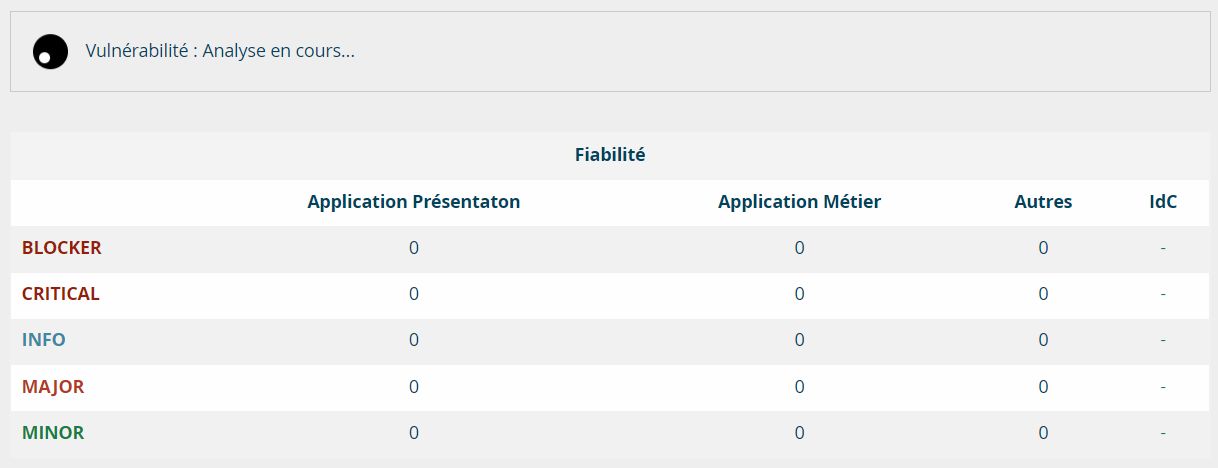 Vulnérabilité : Analyse en cours...
Fiabilité
Application Présentaton Application Métier Autres IdC
BLOCKER 0 0 0 -
CRITICAL 0 0 0 -
INFO 0 0 0 -
MAJOR 0 0 0 -
MINOR 0 0 0 -